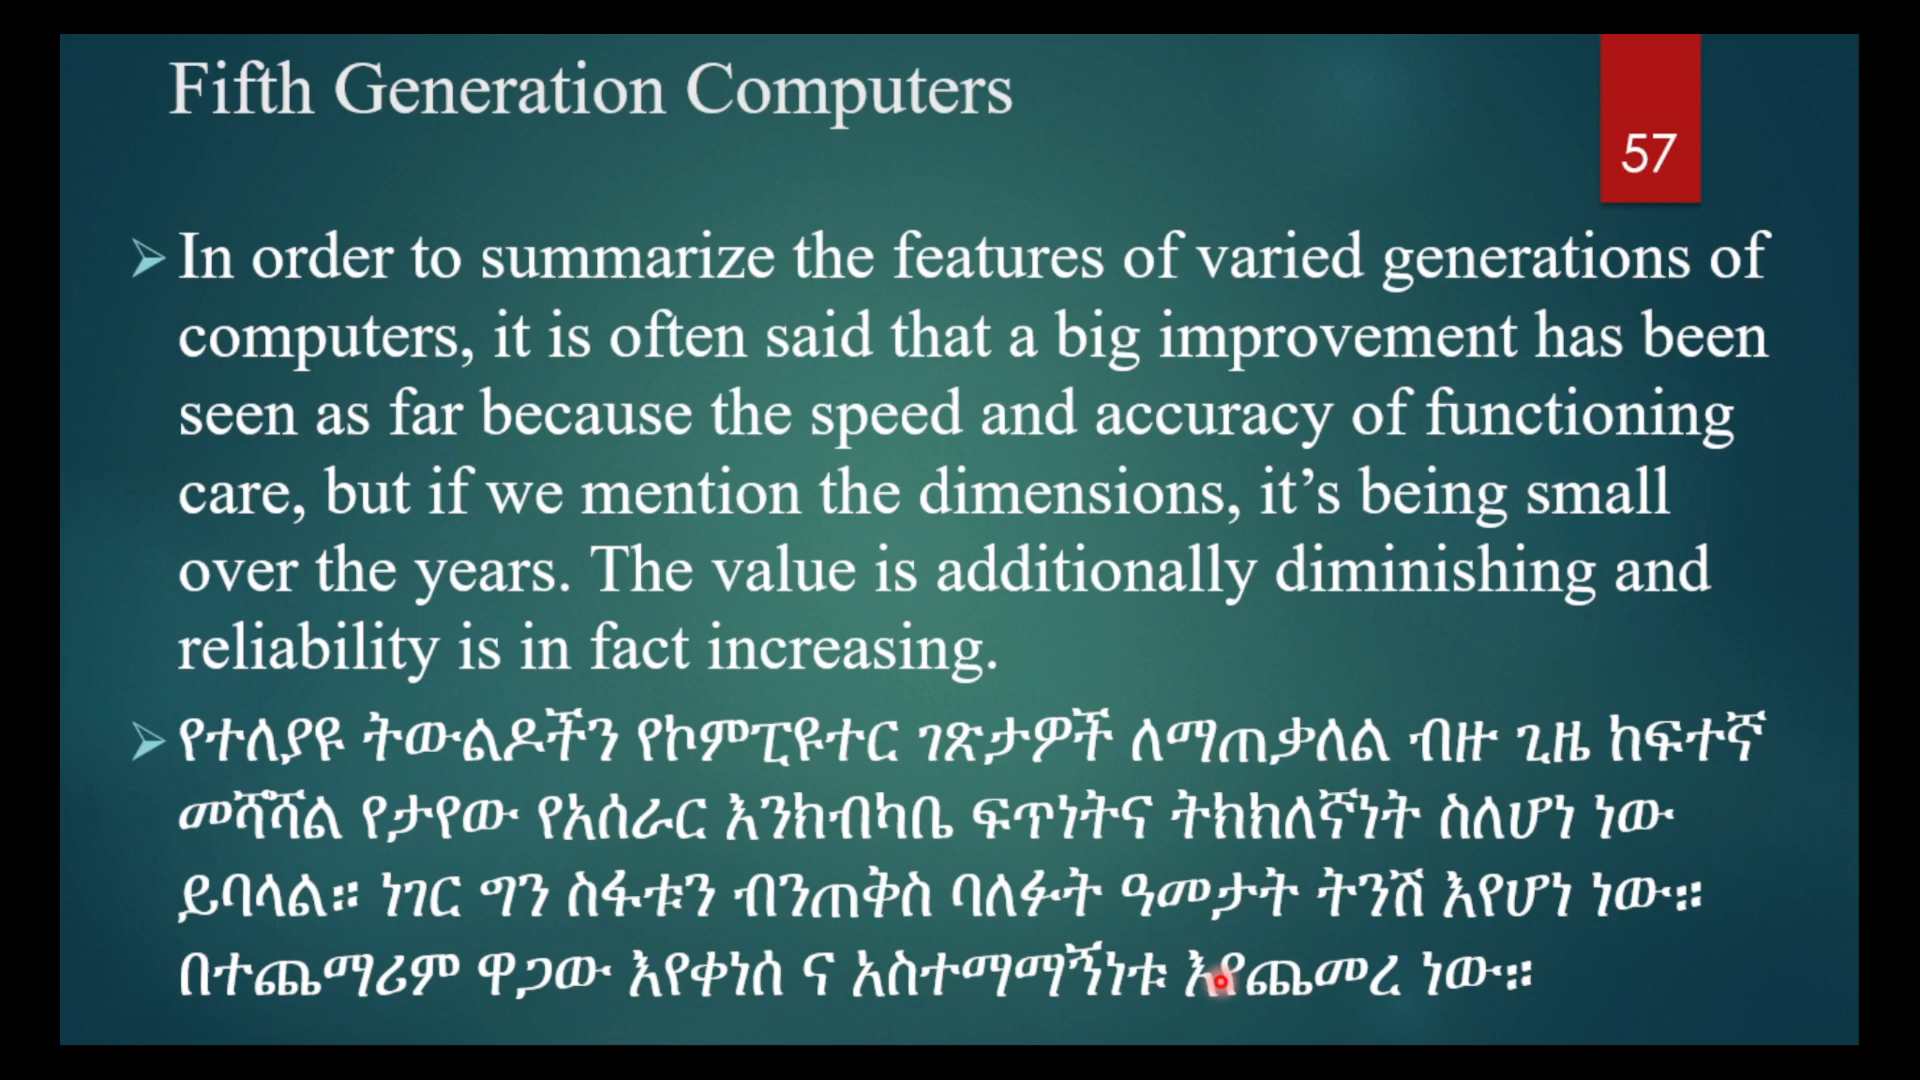 Fifth Generation Computers
57
➢ In order to summarize the features of varied generations of
computers, it is often said that a big improvement has been
seen as far because the speed and accuracy of functioning
care, but if we mention the dimensions, it’s being small
over the years. The value is additionally diminishing and
reliability is in fact increasing.
➢ የተለያዩ ትውልዶችን የኮምፒዩተር ገጽታዎች ለማጠቃለል ብዙ ጊዜ ከፍተኛ
መሻሻል የታየው የአሰራር እንክብካቤ ፍጥነትና ትክክለኛነት ስለሆነ ነው
ይባላል። ነገር ግን ስፋቱን ብንጠቅስ ባለፉት ዓመታት ትንሽ እየሆነ ነው።
በተጨማሪም ዋጋው እየቀነሰ ና አስተማማኝነቱ እየጨመረ ነው።